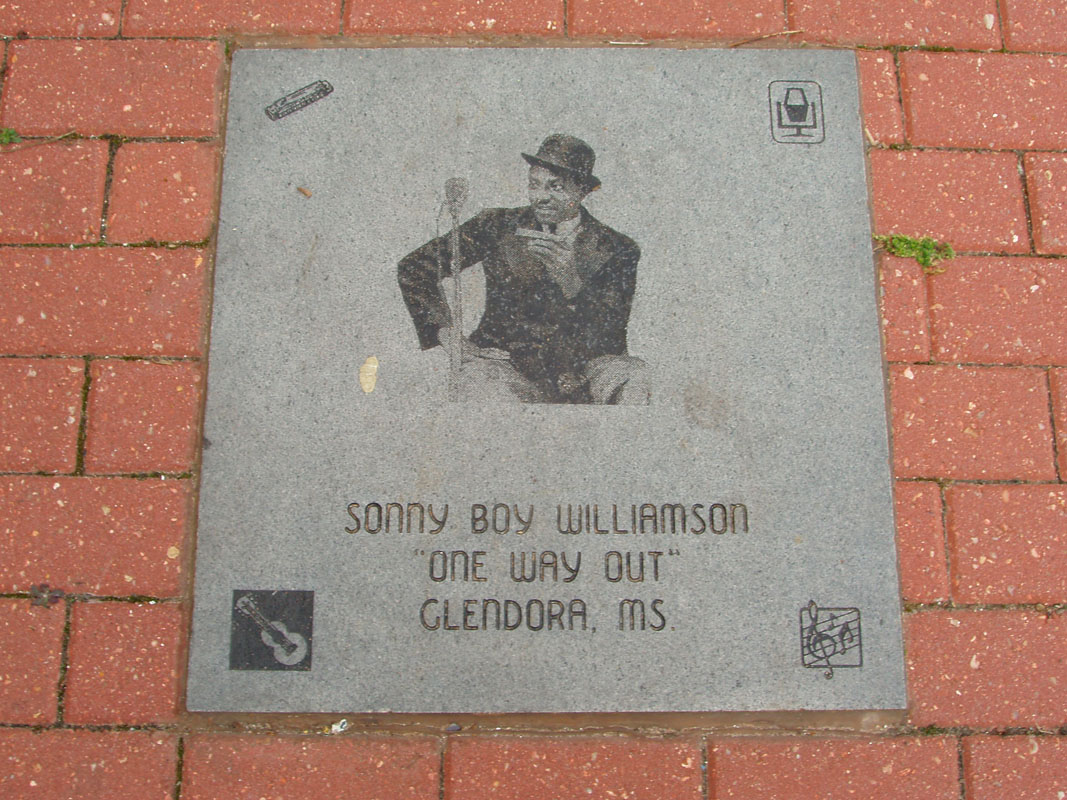 SONNY BOY WILLIAMSON
"ONE WAY OUT"
GLENDORA, MS.